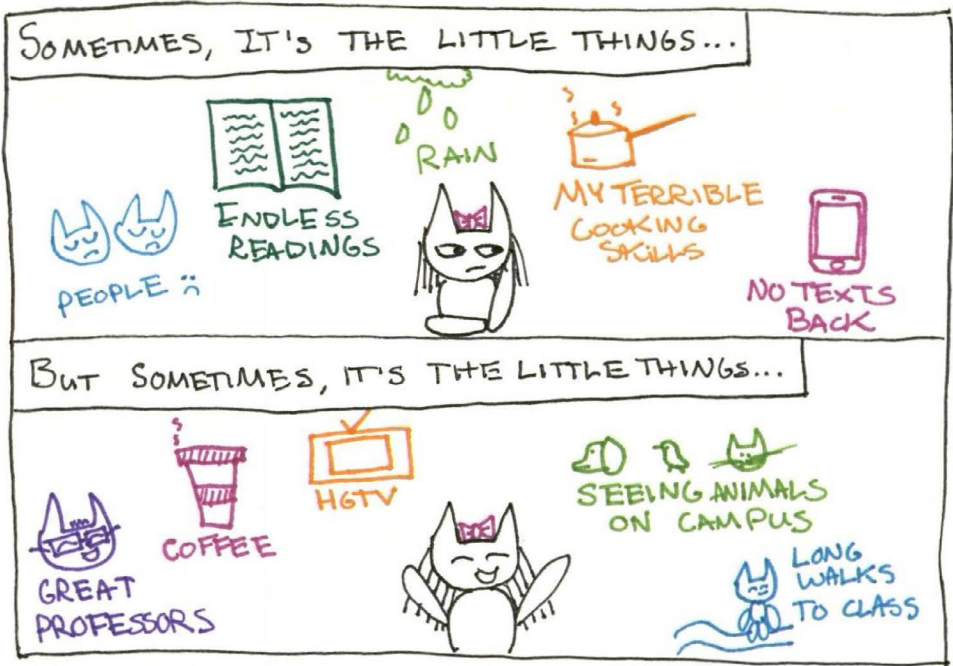 SOMETIMES, IT'S THE LITTLE THINGS...
PEOPLE :(
ENDLESS
READINGS
RAIN
MY TERRIBLE
COOKING
SKILLS
NO TEXTS
BACK
BUT SOMETIMES, IT'S THE LITTLE THINGS...
GREAT
PROFESSORS
COFFEE
HGTV
SEEING ANIMALS
ON CAMPUS
LONG
WALKS
TO CLASS